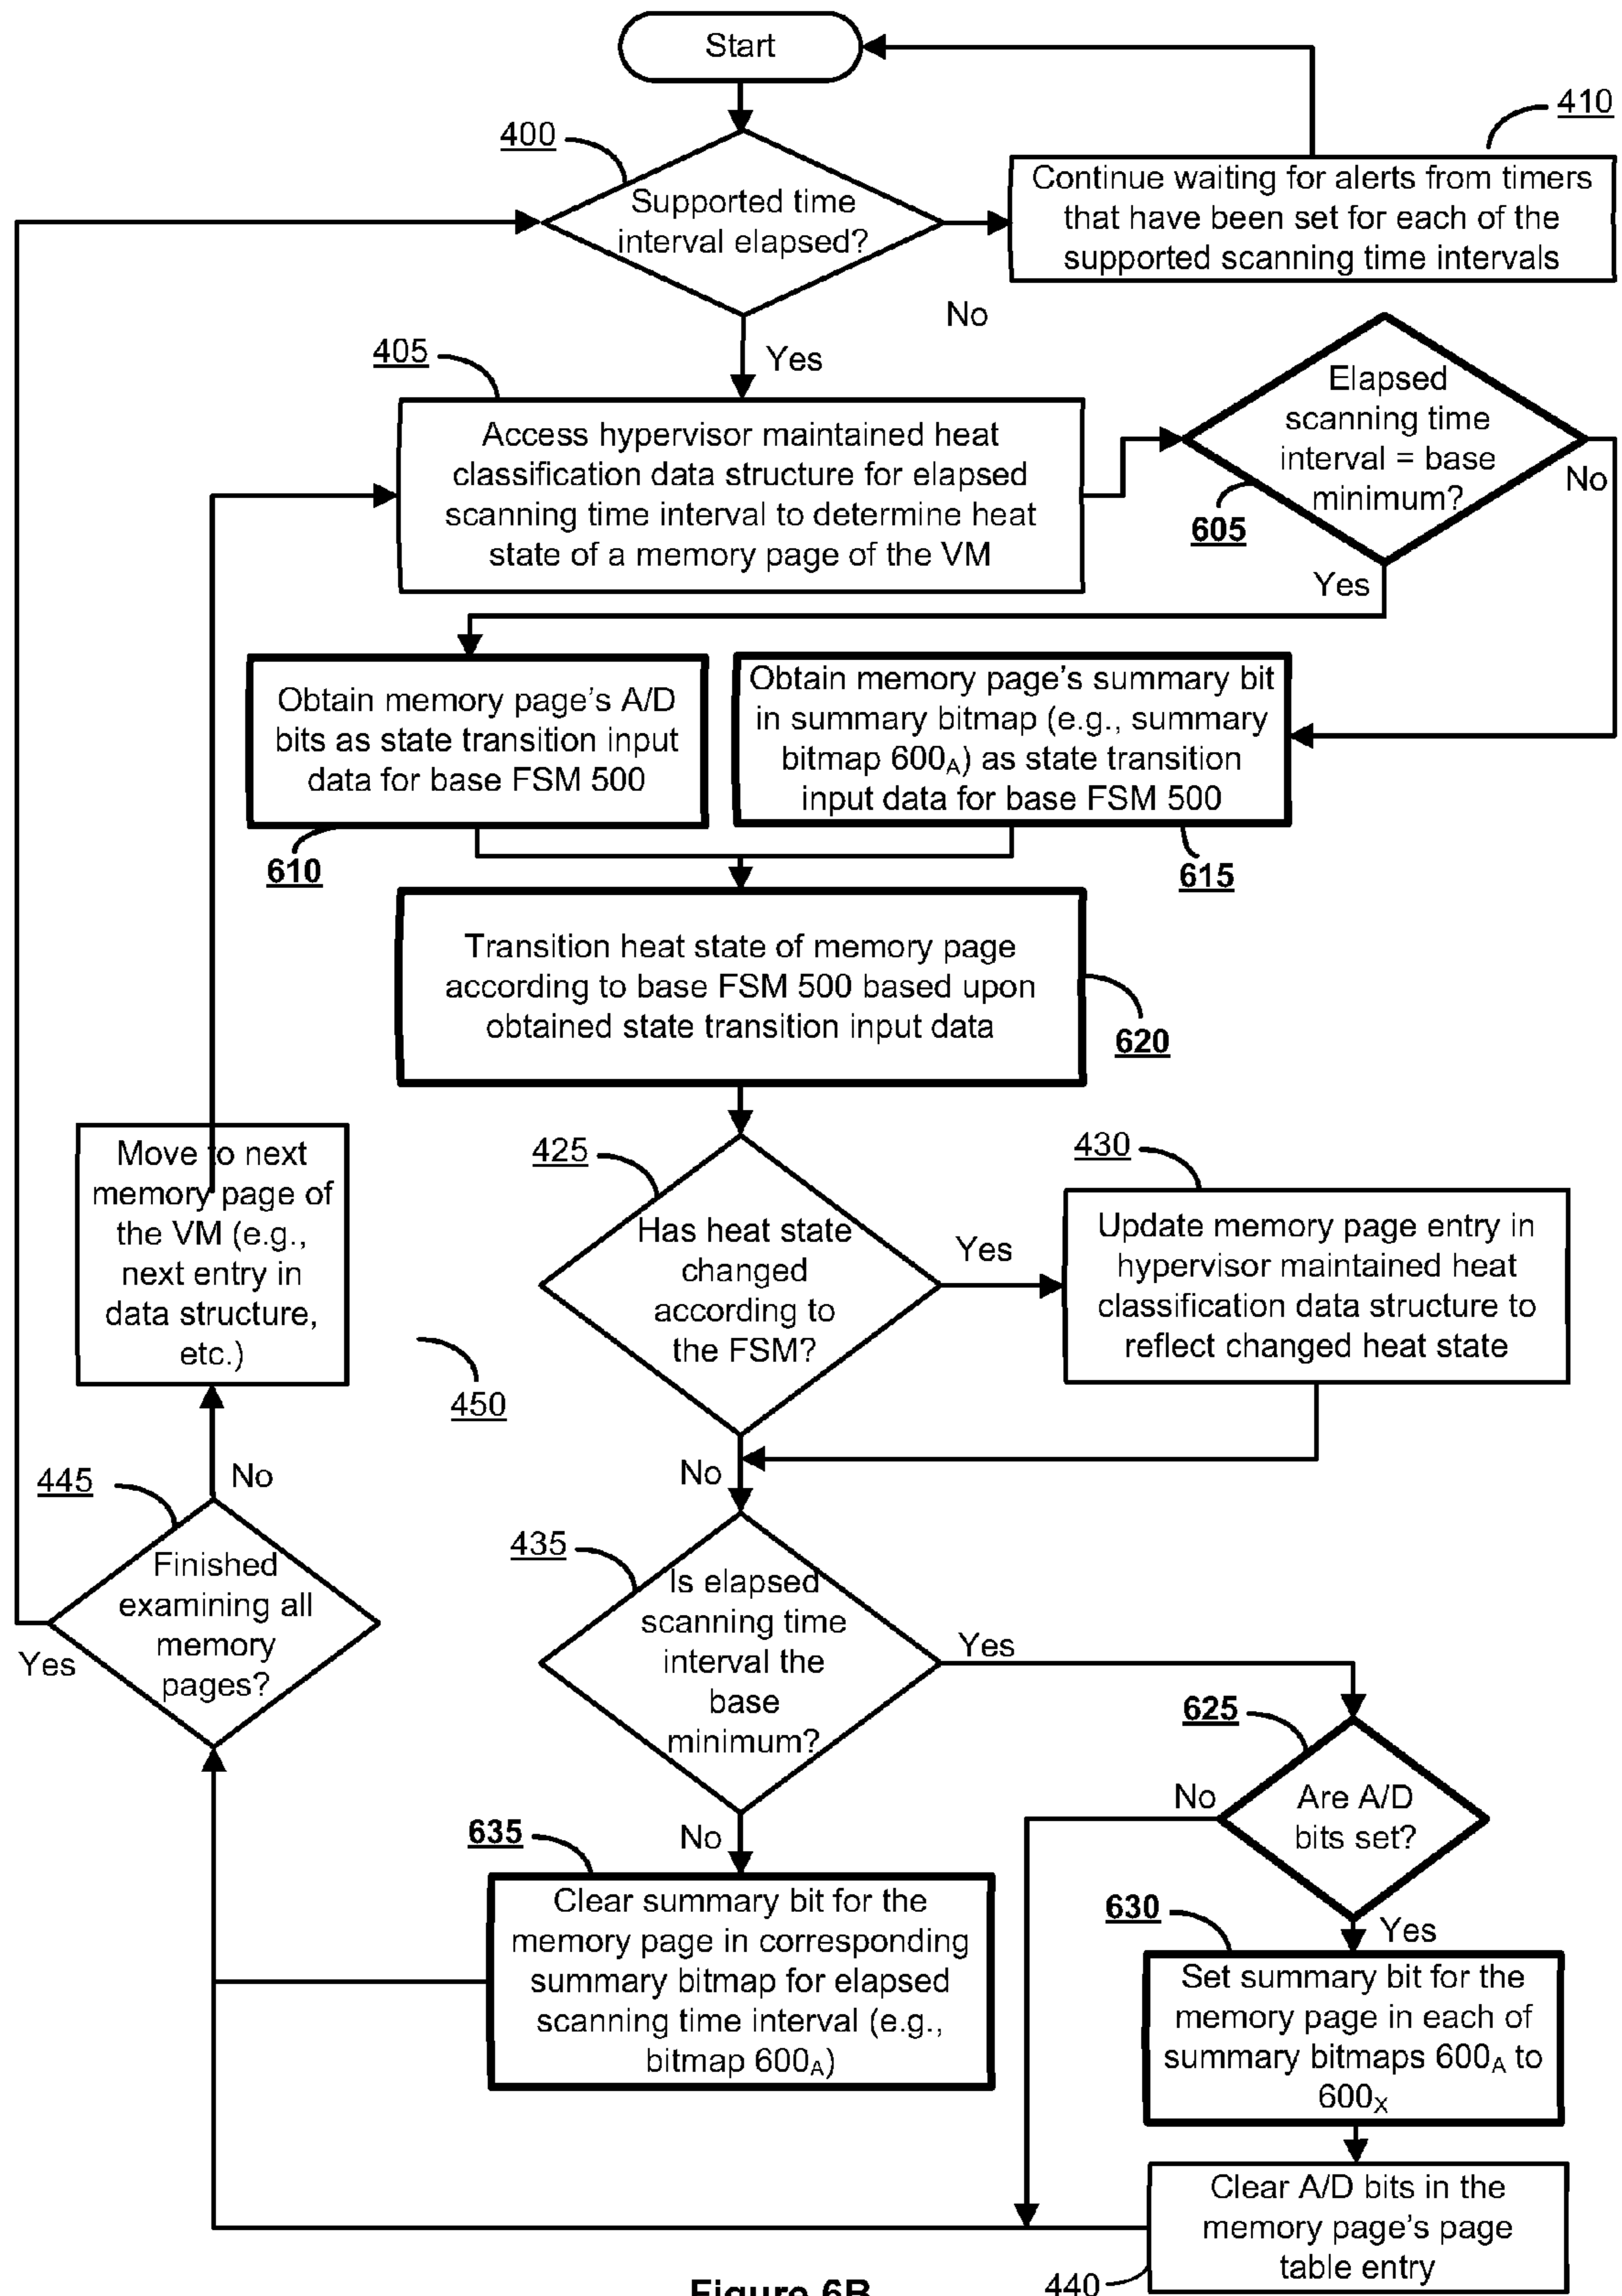 Start
410
400
Supported time
interval elapsed?
Continue waiting for alerts from timers
that have been set for each of the
supported scanning time intervals
No
Yes
405
Access hypervisor maintained heat
classification data structure for elapsed
scanning time interval to determine heat
state of a memory page of the VM
Elapsed
scanning time
interval = base
minimum?
No
605
Yes
Obtain memory page's A/D
bits as state transition input
data for base FSM 500
610
Obtain memory page's summary bit
in summary bitmap (e.g., summary
bitmap 600A) as state transition
input data for base FSM 500
615
Transition heat state of memory page
according to base FSM 500 based upon
obtained state transition input data
620
Move to next
memory page of
the VM (e.g.,
next entry in
data structure,
etc.)
450
425
Has heat state
changed
according to
the FSM?
Yes
430
Update memory page entry in
hypervisor maintained heat
classification data structure to
reflect changed heat state
No
445
No
Finished
examining all
memory
pages?
Yes
435
Is elapsed
scanning time
interval the
base
minimum?
Yes
No
625
Are A/D
bits set?
No
Yes
635
Clear summary bit for the
memory page in corresponding
summary bitmap for elapsed
scanning time interval (e.g.,
bitmap 600A)
630
Set summary bit for the
memory page in each of
summary bitmaps 600A to
600X
Clear A/D bits in the
memory page's page
table entry
440
Figure 6B